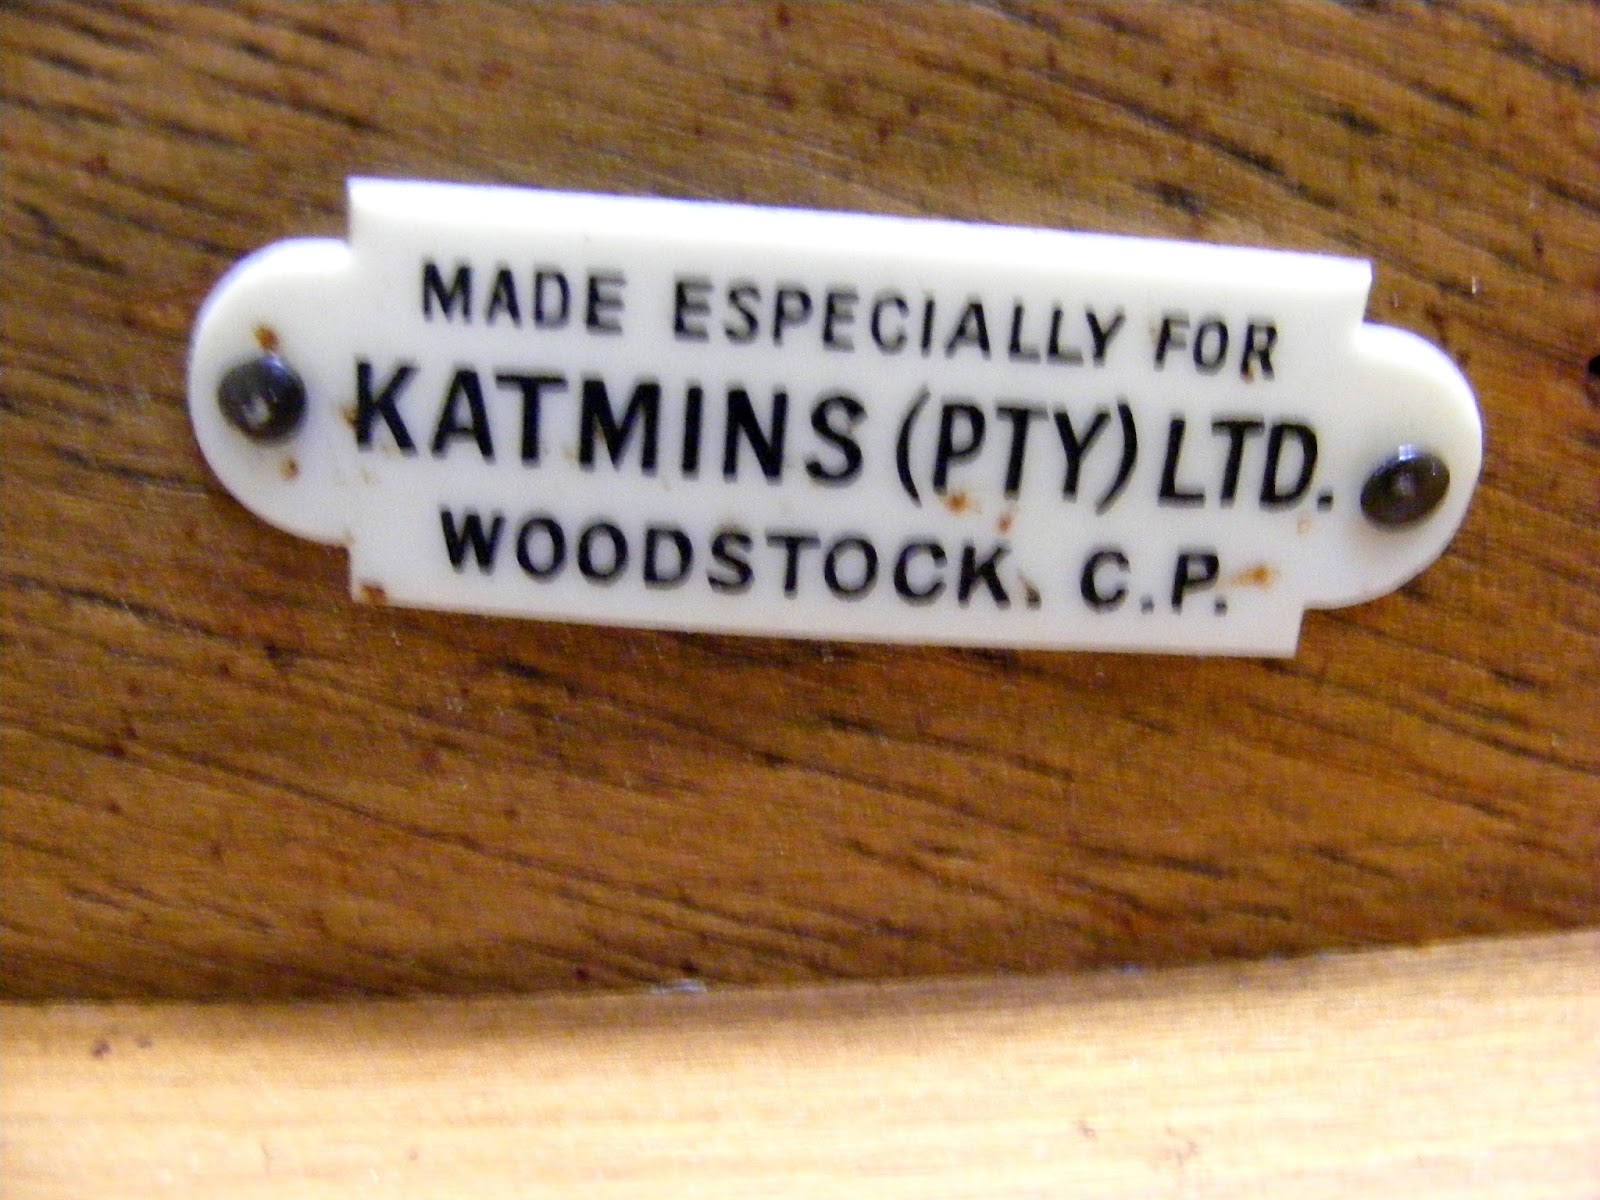 MADE ESPECIALLY FOR
KATMINS (PTY) LTD.
WOODSTOCK. C.P.